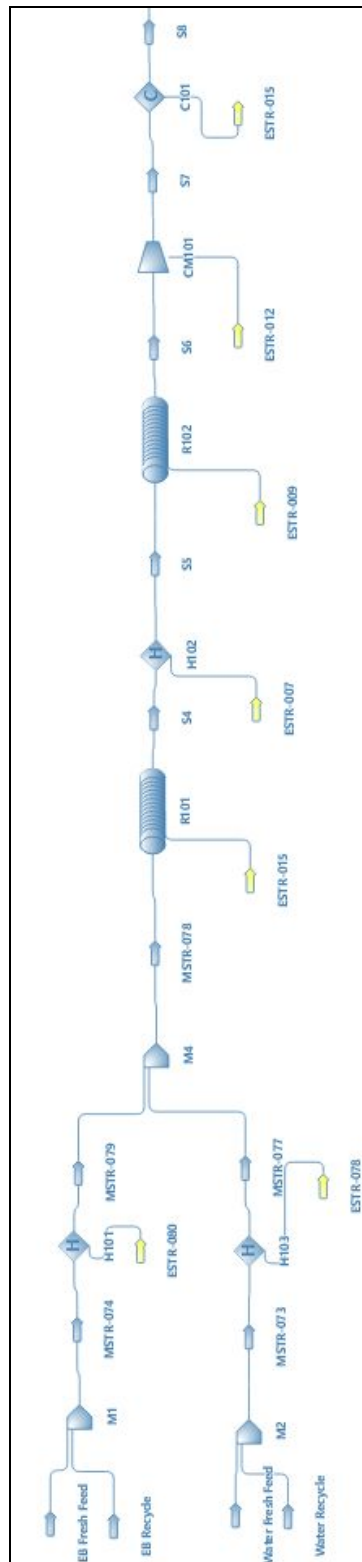 EB Fresh Feed
EB Recycle
M1
MSTR-074
H
H101
ESTR-080
MSTR-079
Water Fresh Feed
Water Recycle
M2
MSTR-073
H
H103
ESTR-078
MSTR-077
M4
MSTR-078
R101
ESTR-015
S4
H
H102
ESTR-007
S5
R102
ESTR-009
S6
CM101
ESTR-012
S7
C
C101
ESTR-015
S8